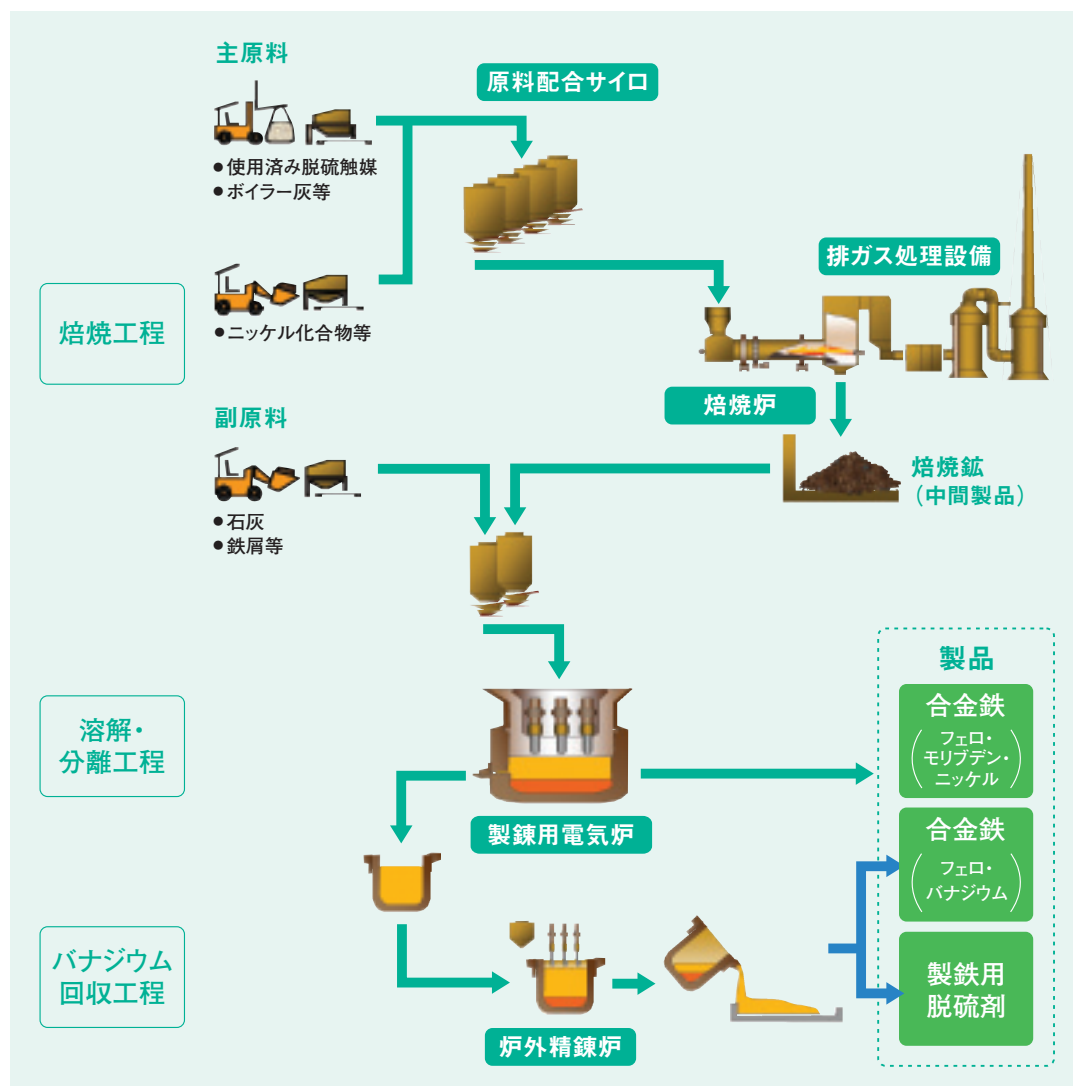 主原料
原料配合サイロ
●使用済み脱硫触媒
●ボイラー灰等
排ガス処理設備
●ニッケル化合物等
焙焼工程
焙焼炉
副原料
焙焼鉱
（中間製品）
●石灰
●鉄屑等
製品
合金鉄
（フェロ・
モリブデン・
ニッケル）
溶解・
分離工程
製錬用電気炉
合金鉄
（フェロ・
バナジウム）
バナジウム
回収工程
製鉄用
脱硫剤
炉外精錬炉